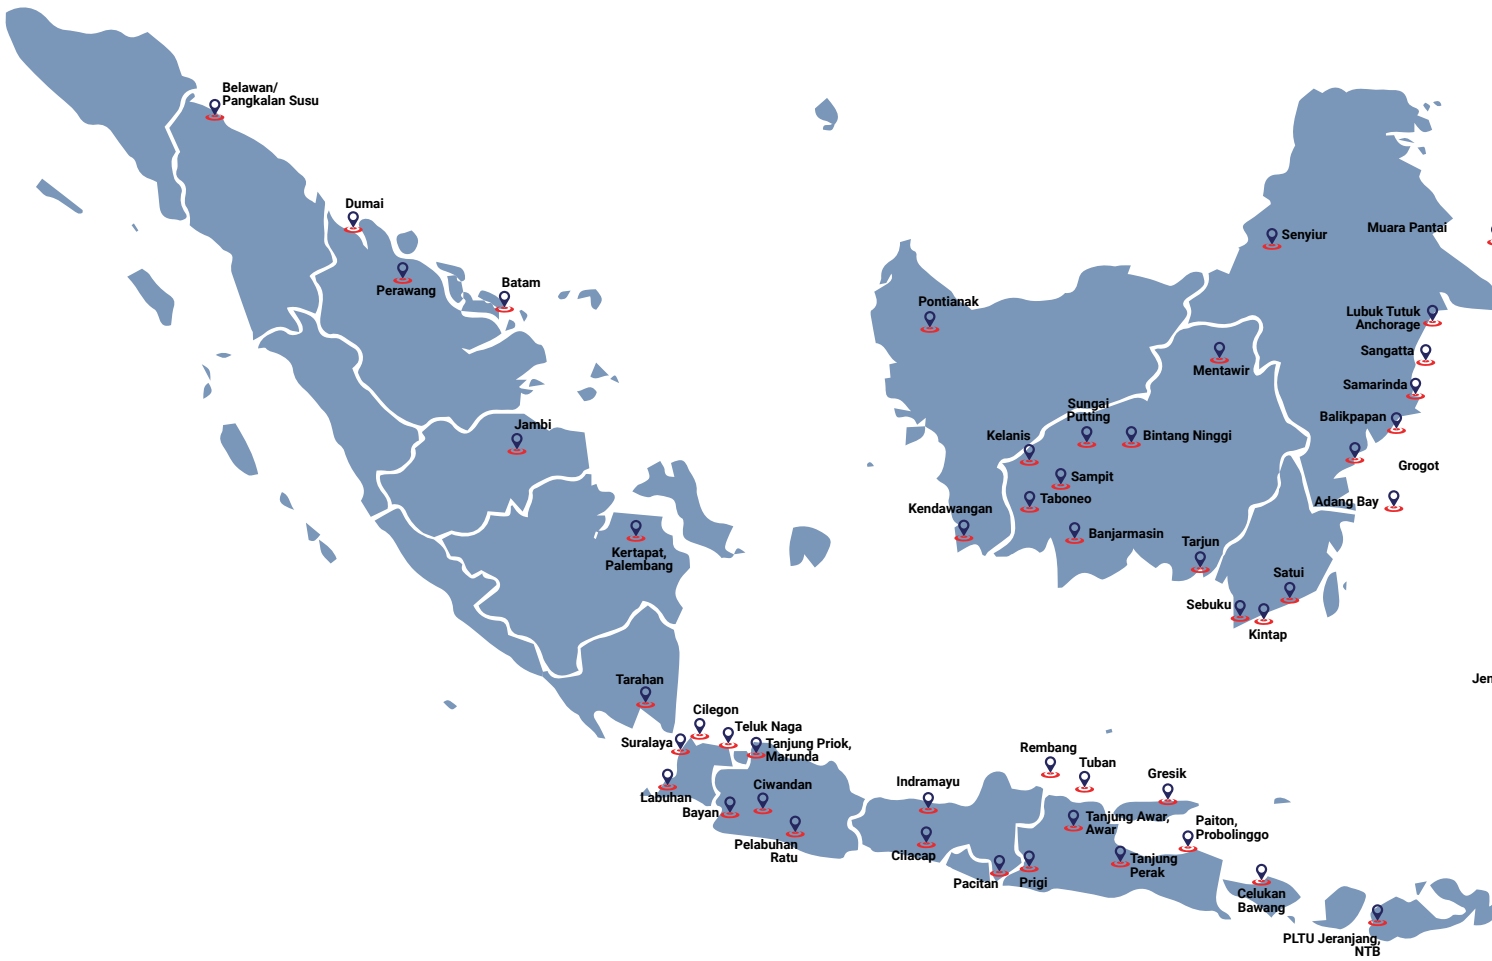 Belawan/
Pangkalan Susu
Dumai
Perawang
Batam
Jambi
Kertapat,
Palembang
Tarahan
Cilegon
Teluk Naga
Suralaya
Tanjung Priok,
Marunda
Labuhan
Ciwandan
Bayan
Pelabuhan
Ratu
Indramayu
Cilacap
Pacitan
Prigi
Rembang
Tuban
Gresik
Tanjung Awar,
Awar
Paiton,
Probolinggo
Tanjung
Perak
Celukan
Bawang
PLTU Jeranjang,
NTB
Pontianak
Kendawangan
Kelanis
Sungai
Putting
Bintang Ninggi
Sampit
Taboneo
Banjarmasin
Mentawir
Tarjun
Sebuku
Kintap
Satui
Senyiur
Muara Pantai
Lubuk Tutuk
Anchorage
Sangatta
Samarinda
Balikpapan
Grogot
Adang Bay
Jen